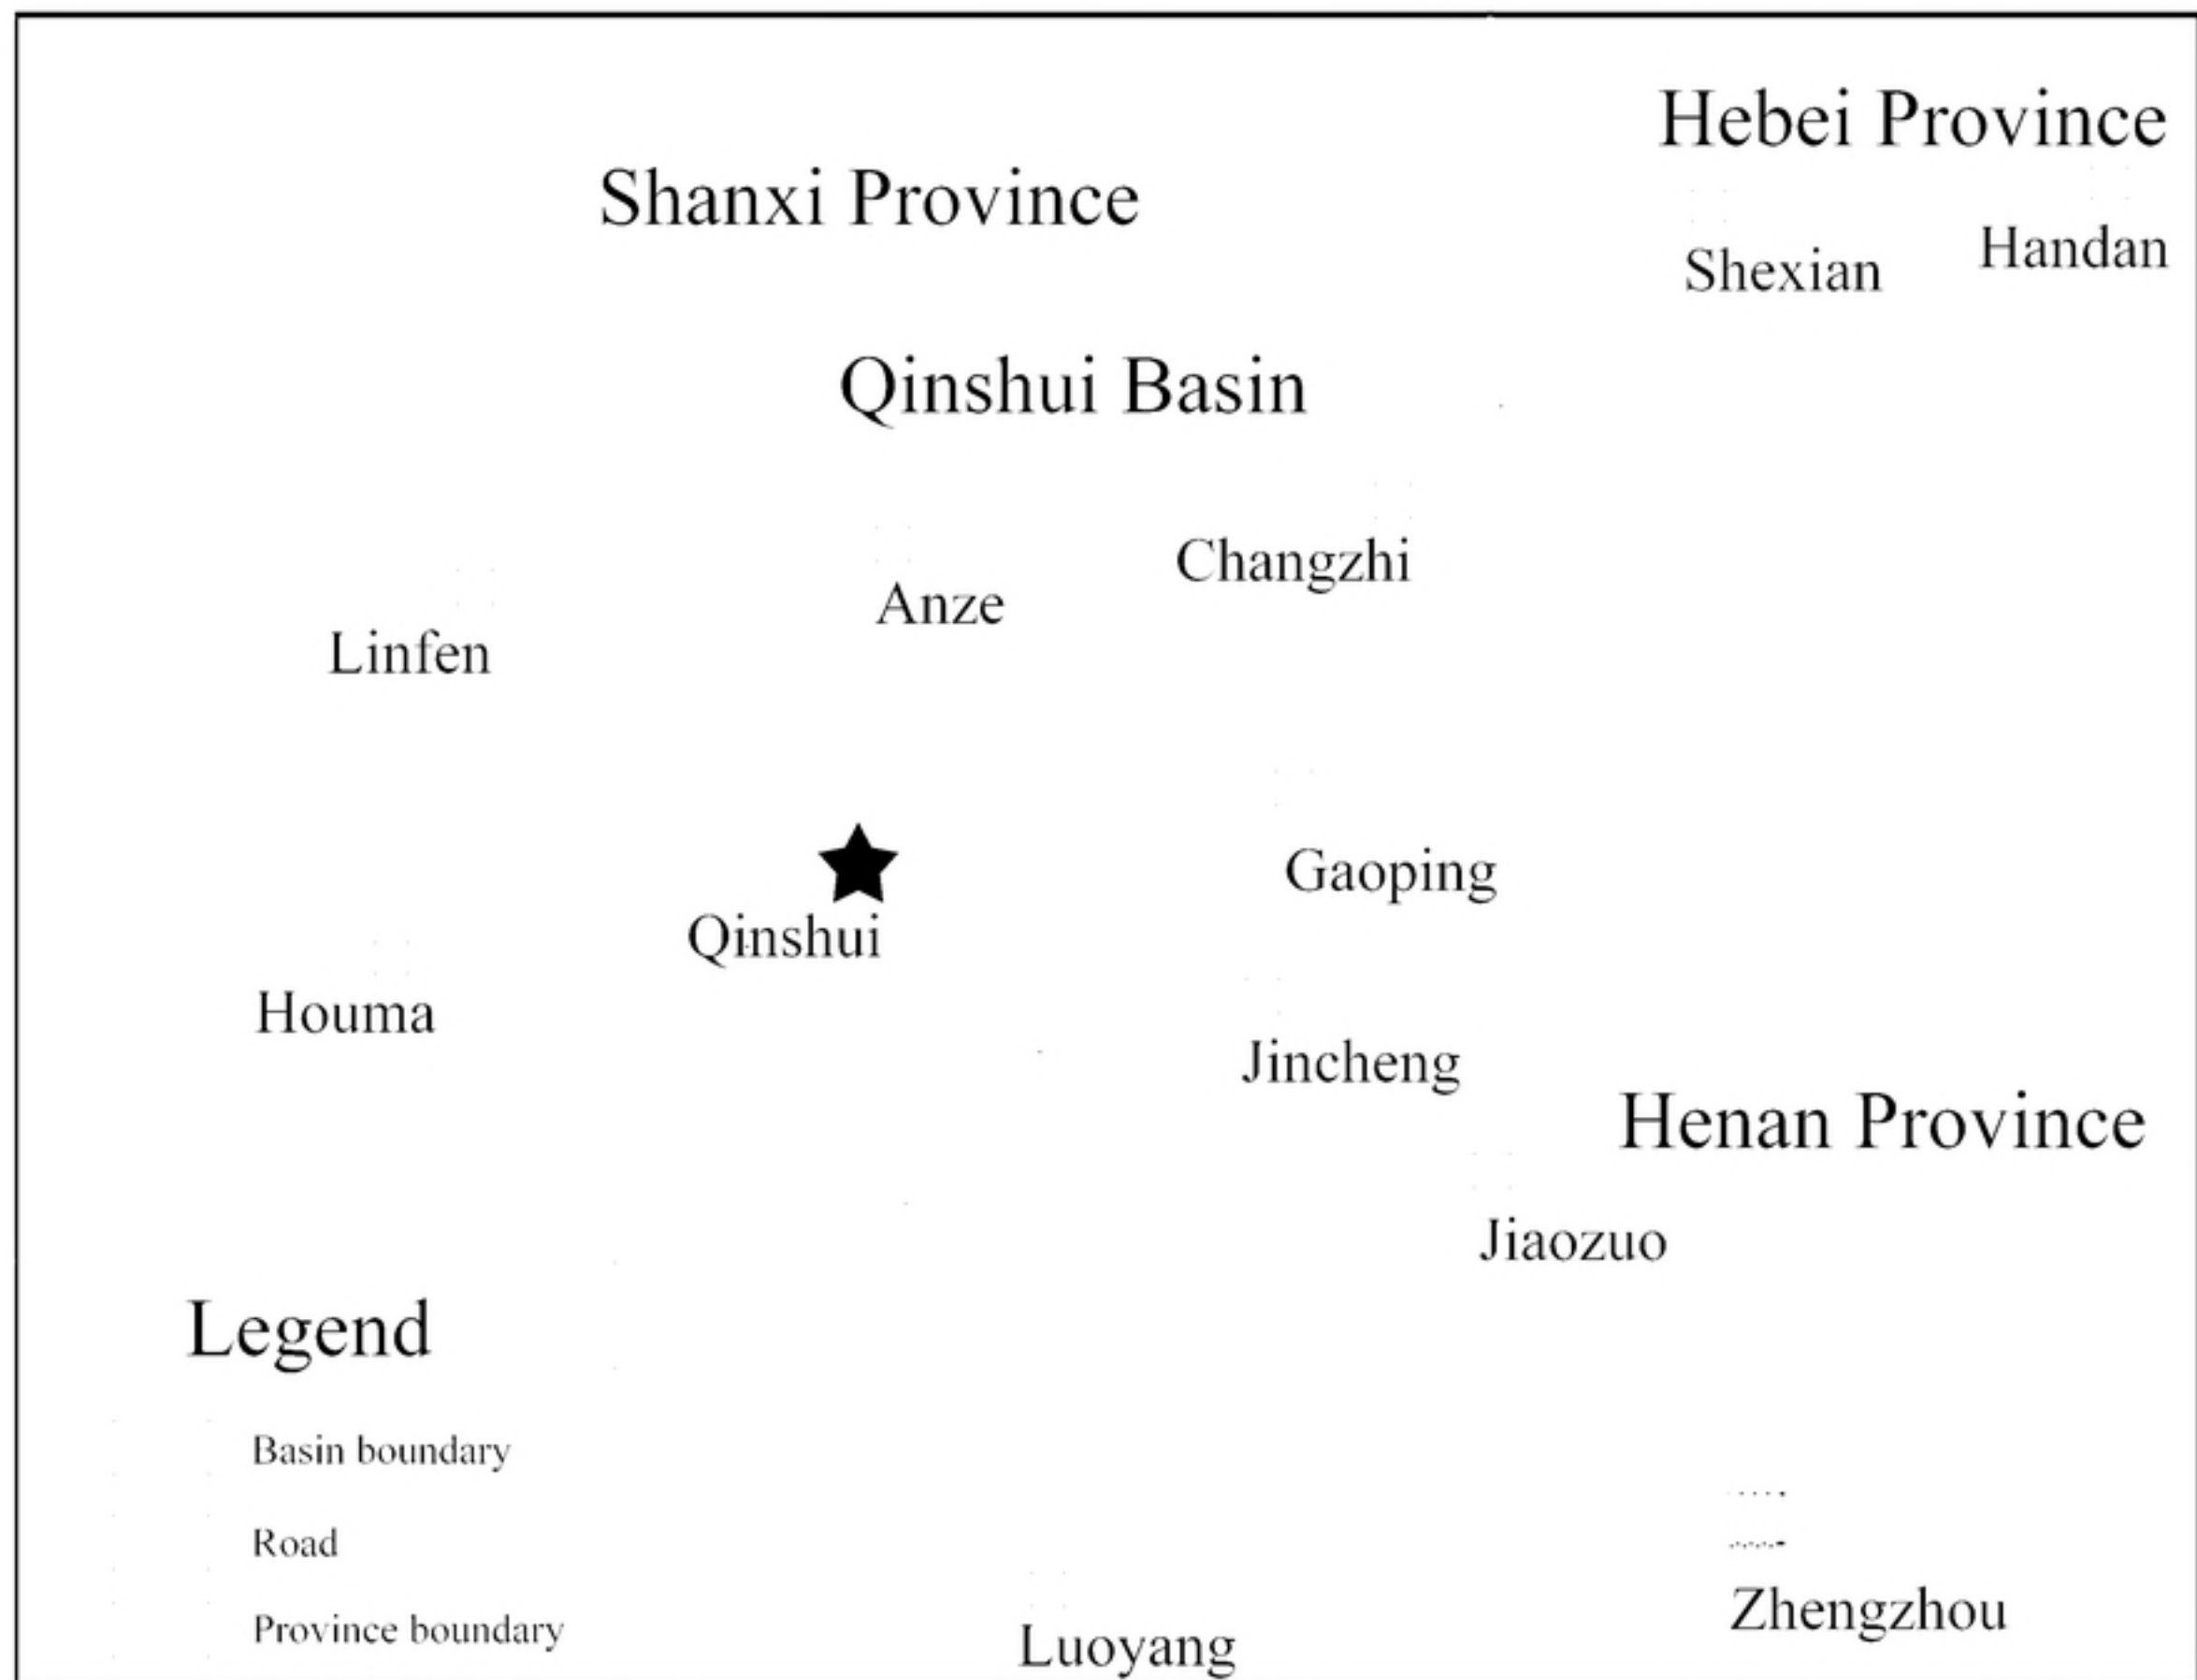 Hebei Province
Shanxi Province
Handan
Shexian
Qinshui Basin
Changzhi
Anze
Linfen
Gaoping
Qinshui
Houma
Jincheng
Henan Province
Jiaozuo
Legend
Basin boundary
Road
Zhengzhou
Province boundary
Luoyang